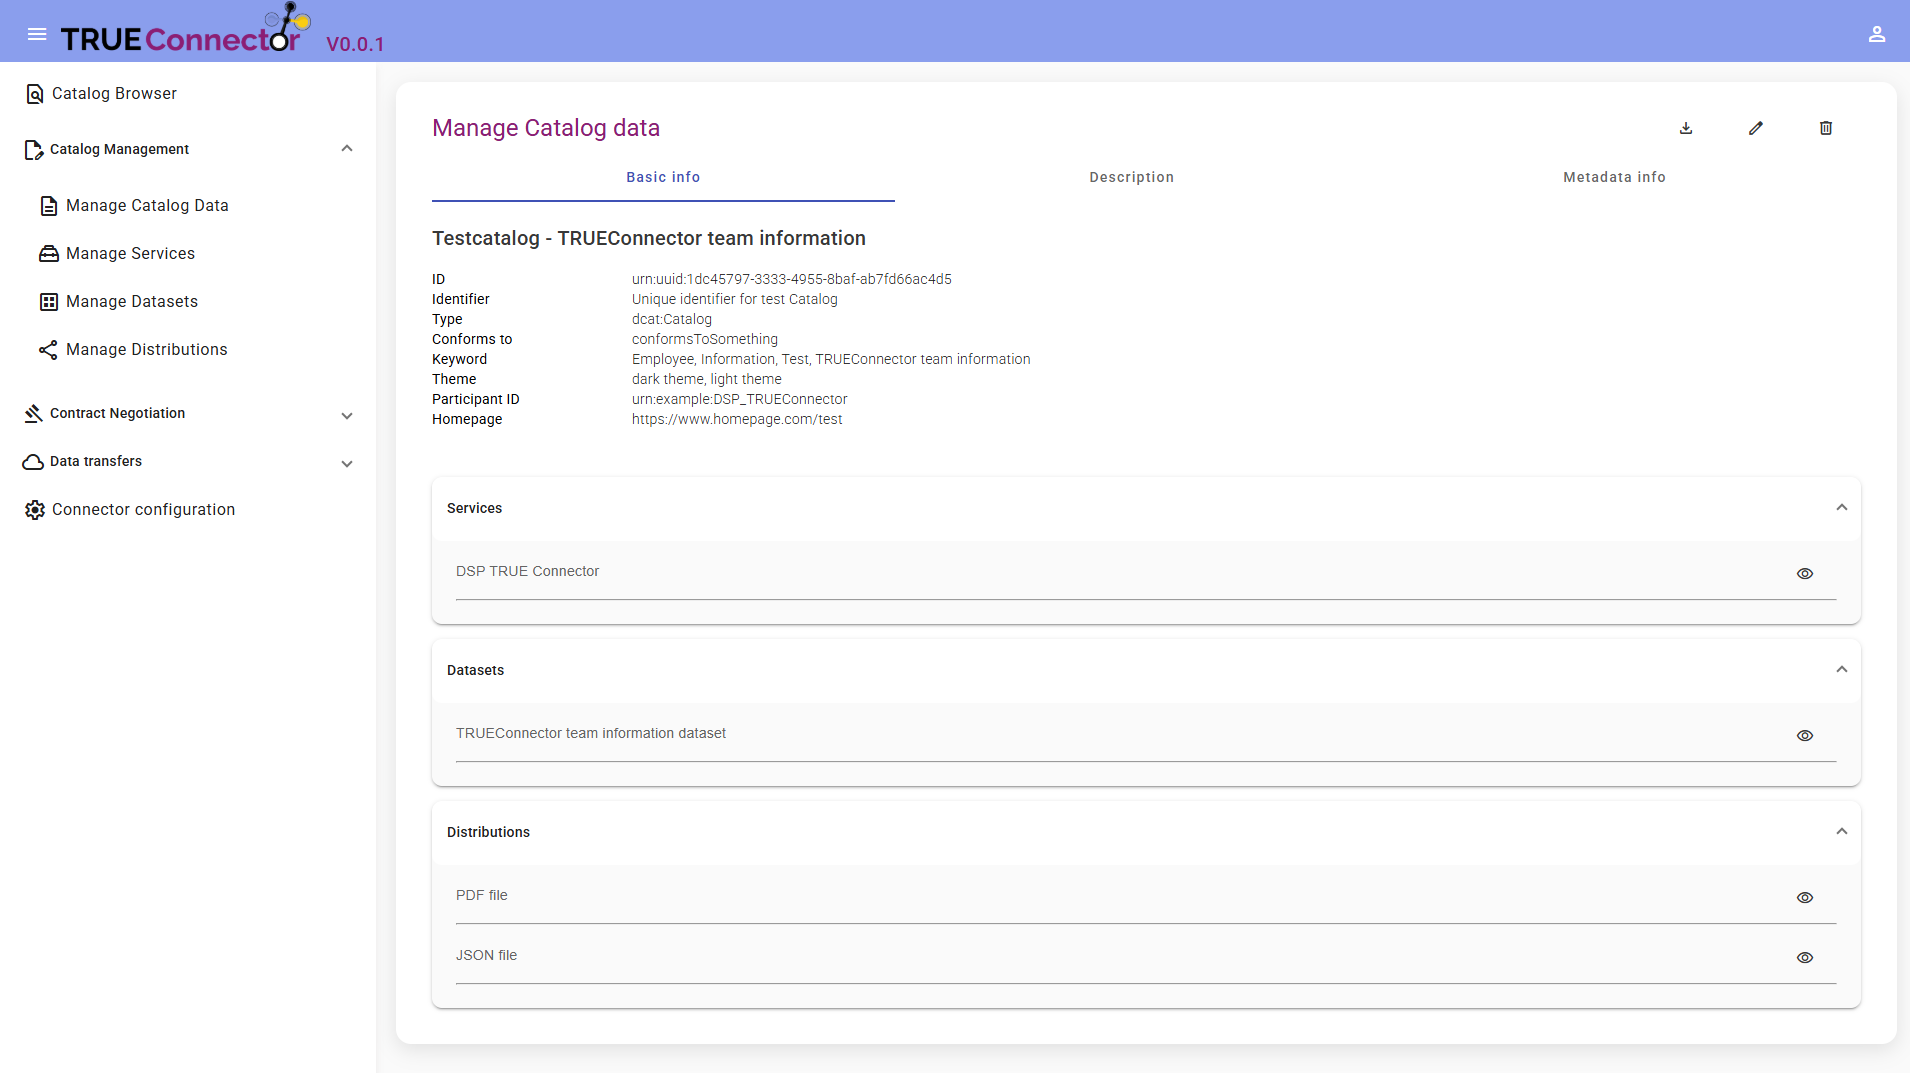 TRUEConnector V0.0.1
Catalog Browser
Catalog Management
Manage Catalog Data
Manage Services
Manage Datasets
Manage Distributions
Contract Negotiation
Data transfers
Connector configuration
Manage Catalog data
Basic info Description Metadata info
Testcatalog - TRUEConnector team information
ID urn:uuid:1dc45797-3333-4955-8baf-ab7fd66ac4d5
Identifier Unique identifier for test Catalog
Type dcat:Catalog
Conforms to conformsToSomething
Keyword Employee, Information, Test, TRUEConnector team information
Theme dark theme, light theme
Participant ID urn:example:DSP_TRUEConnector
Homepage https://www.homepage.com/test
Services
DSP TRUE Connector
Datasets
TRUEConnector team information dataset
Distributions
PDF file
JSON file